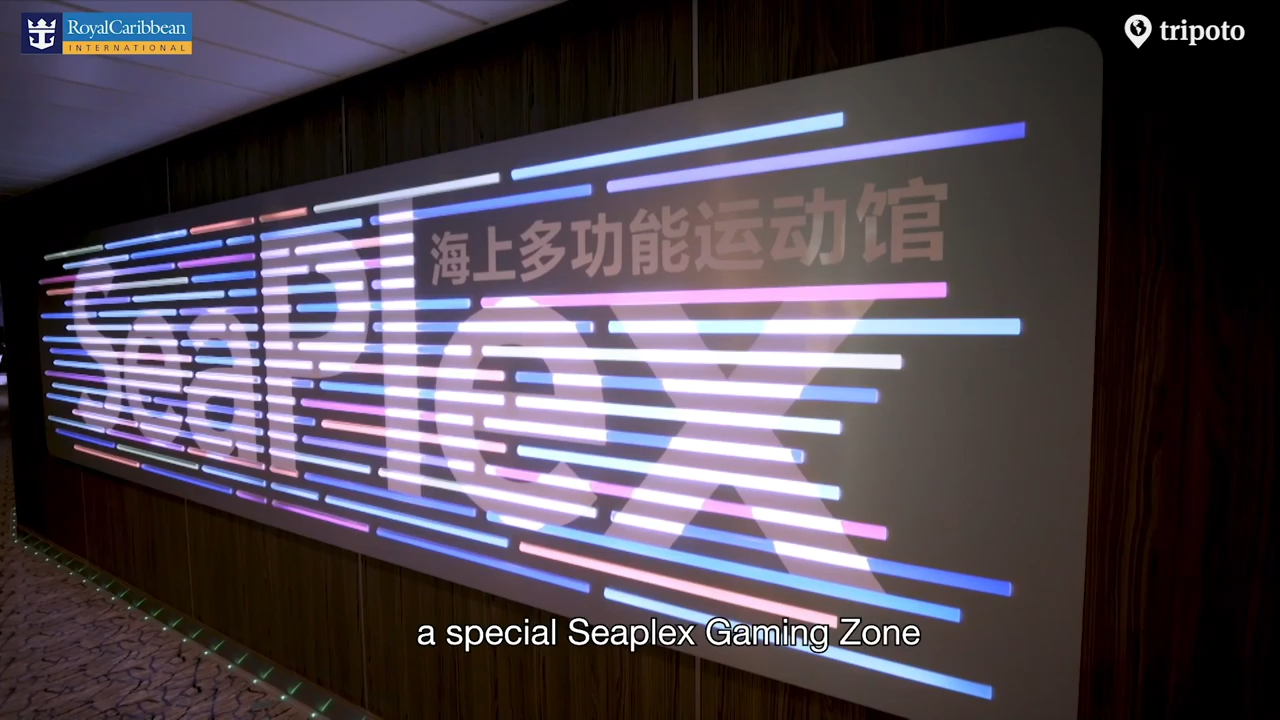 RoyalCaribbean
INTERNATIONAL
tripoto
海上多功能运动馆
SeaPlex
a special Seaplex Gaming Zone